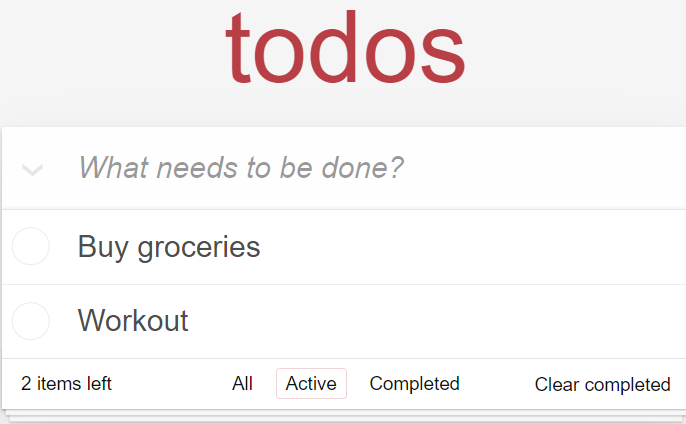 todos
What needs to be done?
Buy groceries
Workout
2 items left All Active Completed Clear completed